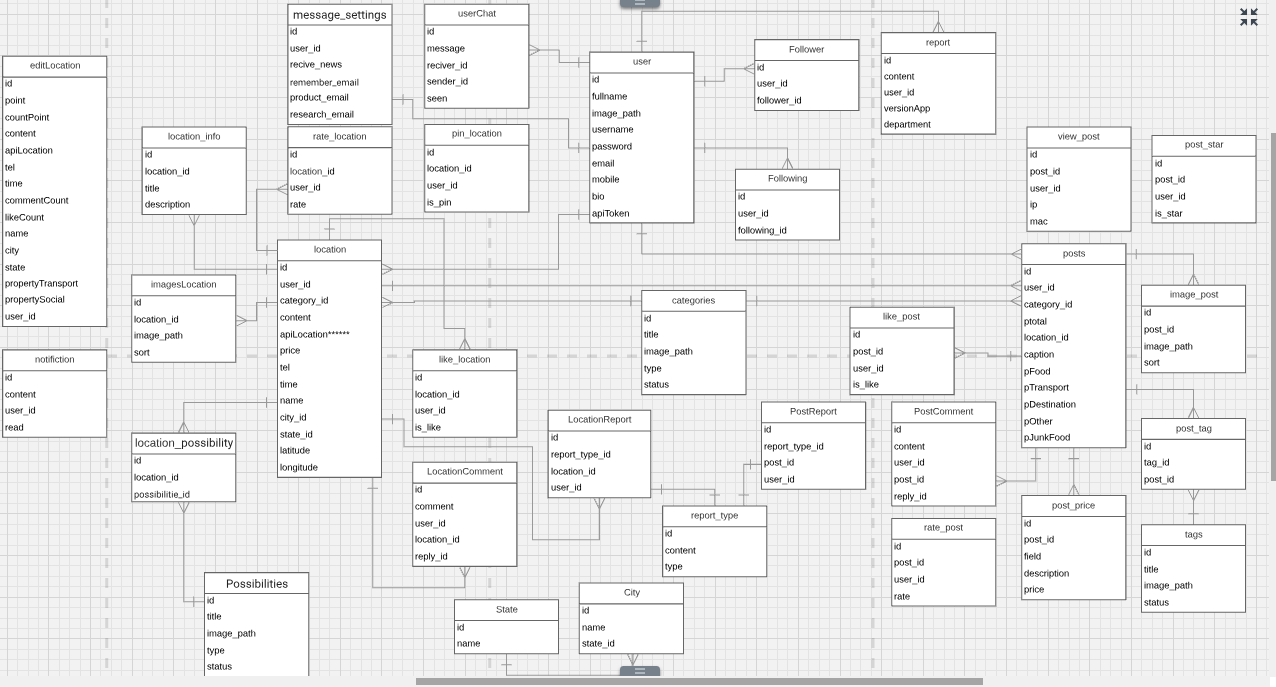 message_settings
id
user_id
recive_news
remember_email
product_email
research_email
userChat
id
message
reciver_id
sender_id
seen
user
id
fullname
image_path
username
password
email
mobile
bio
apiToken
Follower
id
user_id
follower_id
report
id
content
user_id
versionApp
department
editLocation
id
point
countPoint
content
apiLocation
tel
time
commentCount
likeCount
name
city
state
propertyTransport
propertySocial
user_id
location_info
id
location_id
title
description
rate_location
id
location_id
user_id
rate
pin_location
id
location_id
user_id
is_pin
Following
id
user_id
following_id
view_post
id
post_id
user_id
ip
mac
post_star
id
post_id
user_id
is_star
location
id
user_id
category_id
content
apiLocation******
price
tel
time
name
city_id
state_id
latitude
longitude
imagesLocation
id
location_id
image_path
sort
categories
id
title
image_path
type
status
like_post
id
post_id
user_id
is_like
posts
id
user_id
category_id
ptotal
location_id
caption
pFood
pTransport
pDestination
pOther
pJunkFood
image_post
id
post_id
image_path
sort
notifiction
id
content
user_id
read
like_location
id
location_id
user_id
is_like
location_possibility
id
location_id
possibilitie_id
LocationReport
id
report_type_id
location_id
user_id
PostReport
id
report_type_id
post_id
user_id
PostComment
id
content
user_id
post_id
reply_id
post_tag
id
tag_id
post_id
LocationComment
id
comment
user_id
location_id
reply_id
report_type
id
content
type
rate_post
id
post_id
user_id
rate
post_price
id
post_id
field
description
price
tags
id
title
image_path
status
Possibilities
id
title
image_path
type
status
State
id
name
City
id
name
state_id